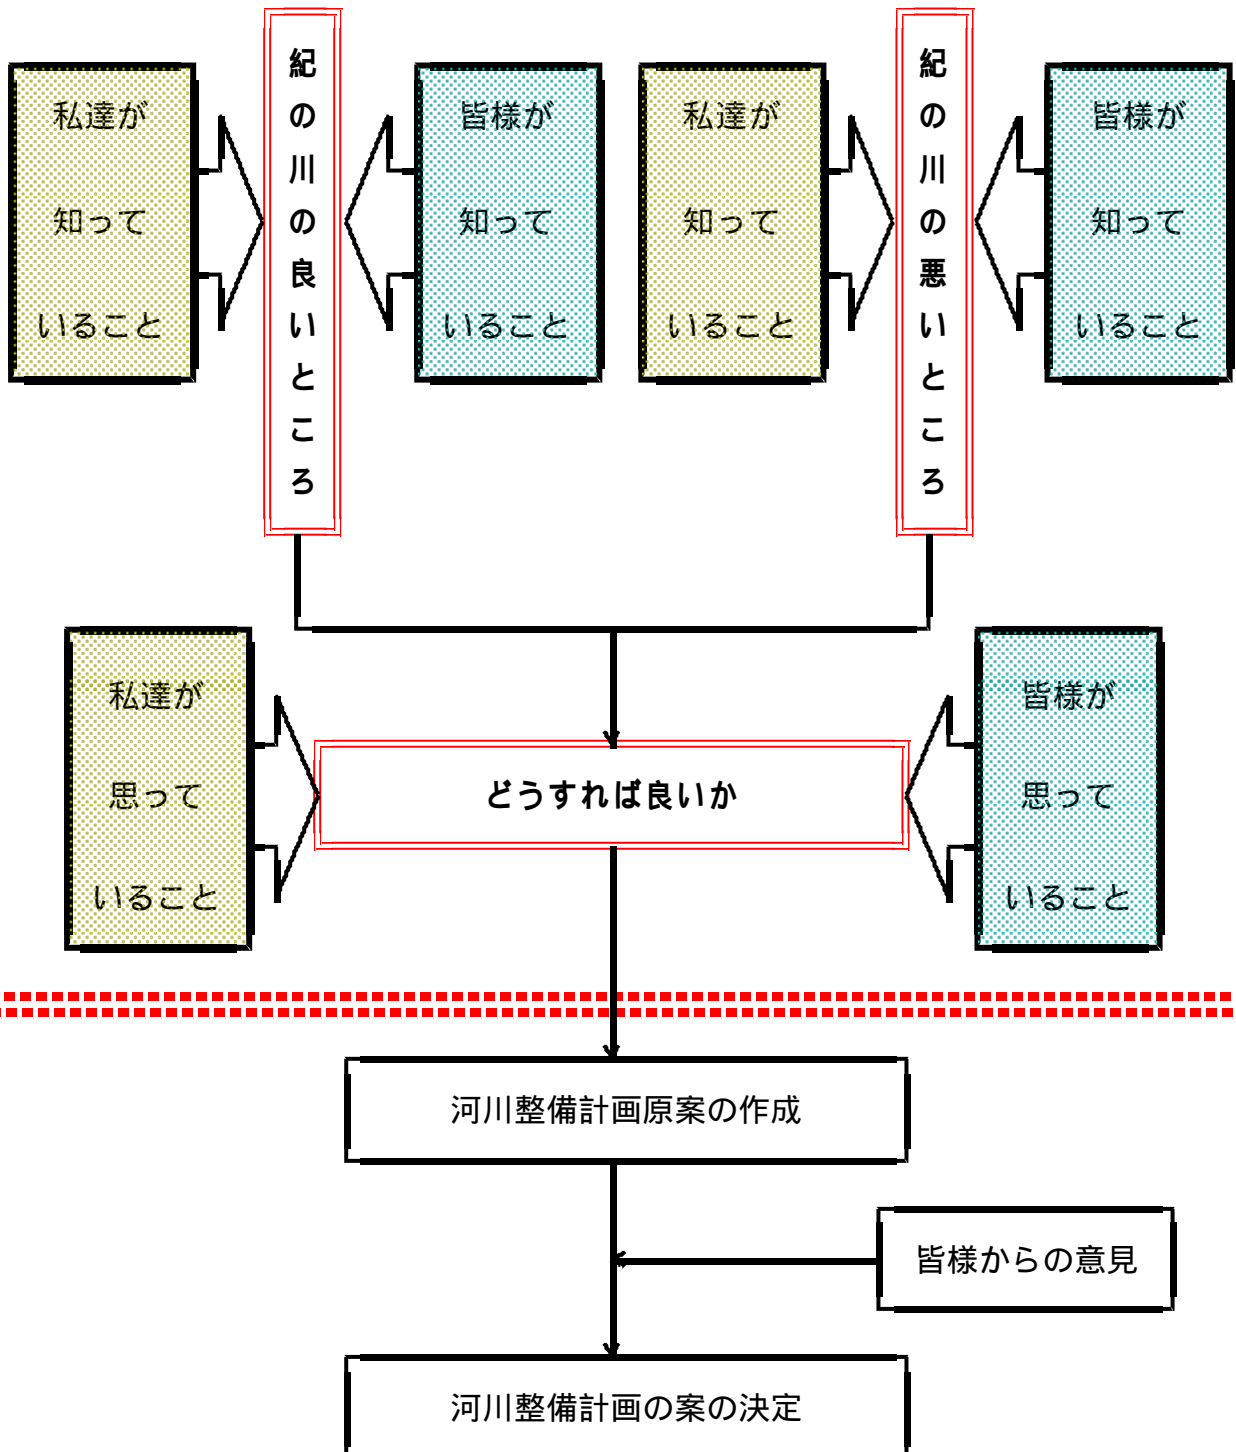 私達が
知って
いること
紀の川の良いところ
皆様が
知って
いること
私達が
知って
いること
紀の川の悪いところ
皆様が
知って
いること
私達が
思って
いること
どうすれば良いか
皆様が
思って
いること
河川整備計画原案の作成
皆様からの意見
河川整備計画の案の決定